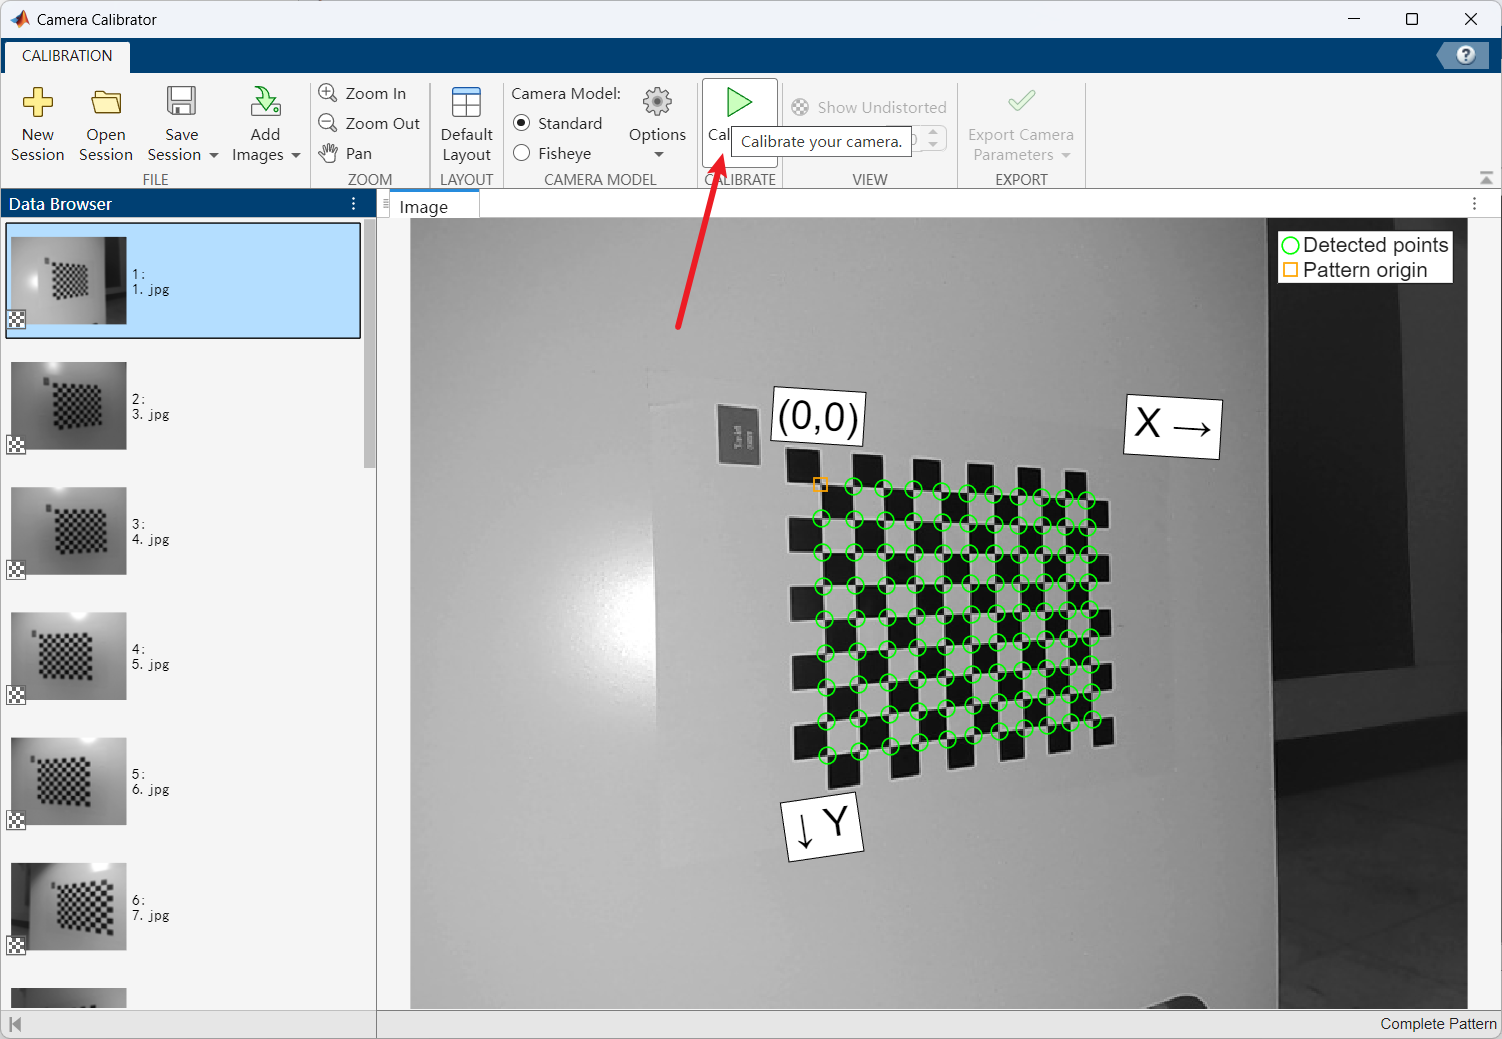 Camera Calibrator
CALIBRATION
?
New Session
Open Session
Save Session
Add Images
Zoom In
Zoom Out
Pan
Default Layout
Camera Model:
Standard
Fisheye
Options
Cal
Calibrate your camera.
Show Undistorted
0
Export Camera Parameters
FILE
ZOOM
LAYOUT
CAMERA MODEL
CALIBRATE
VIEW
EXPORT
Data Browser
Image
1:
1.jpg
2:
3.jpg
3:
4.jpg
4:
5.jpg
5:
6.jpg
6:
7.jpg
Detected points
Pattern origin
(0,0)
X →
↓ Y
Complete Pattern